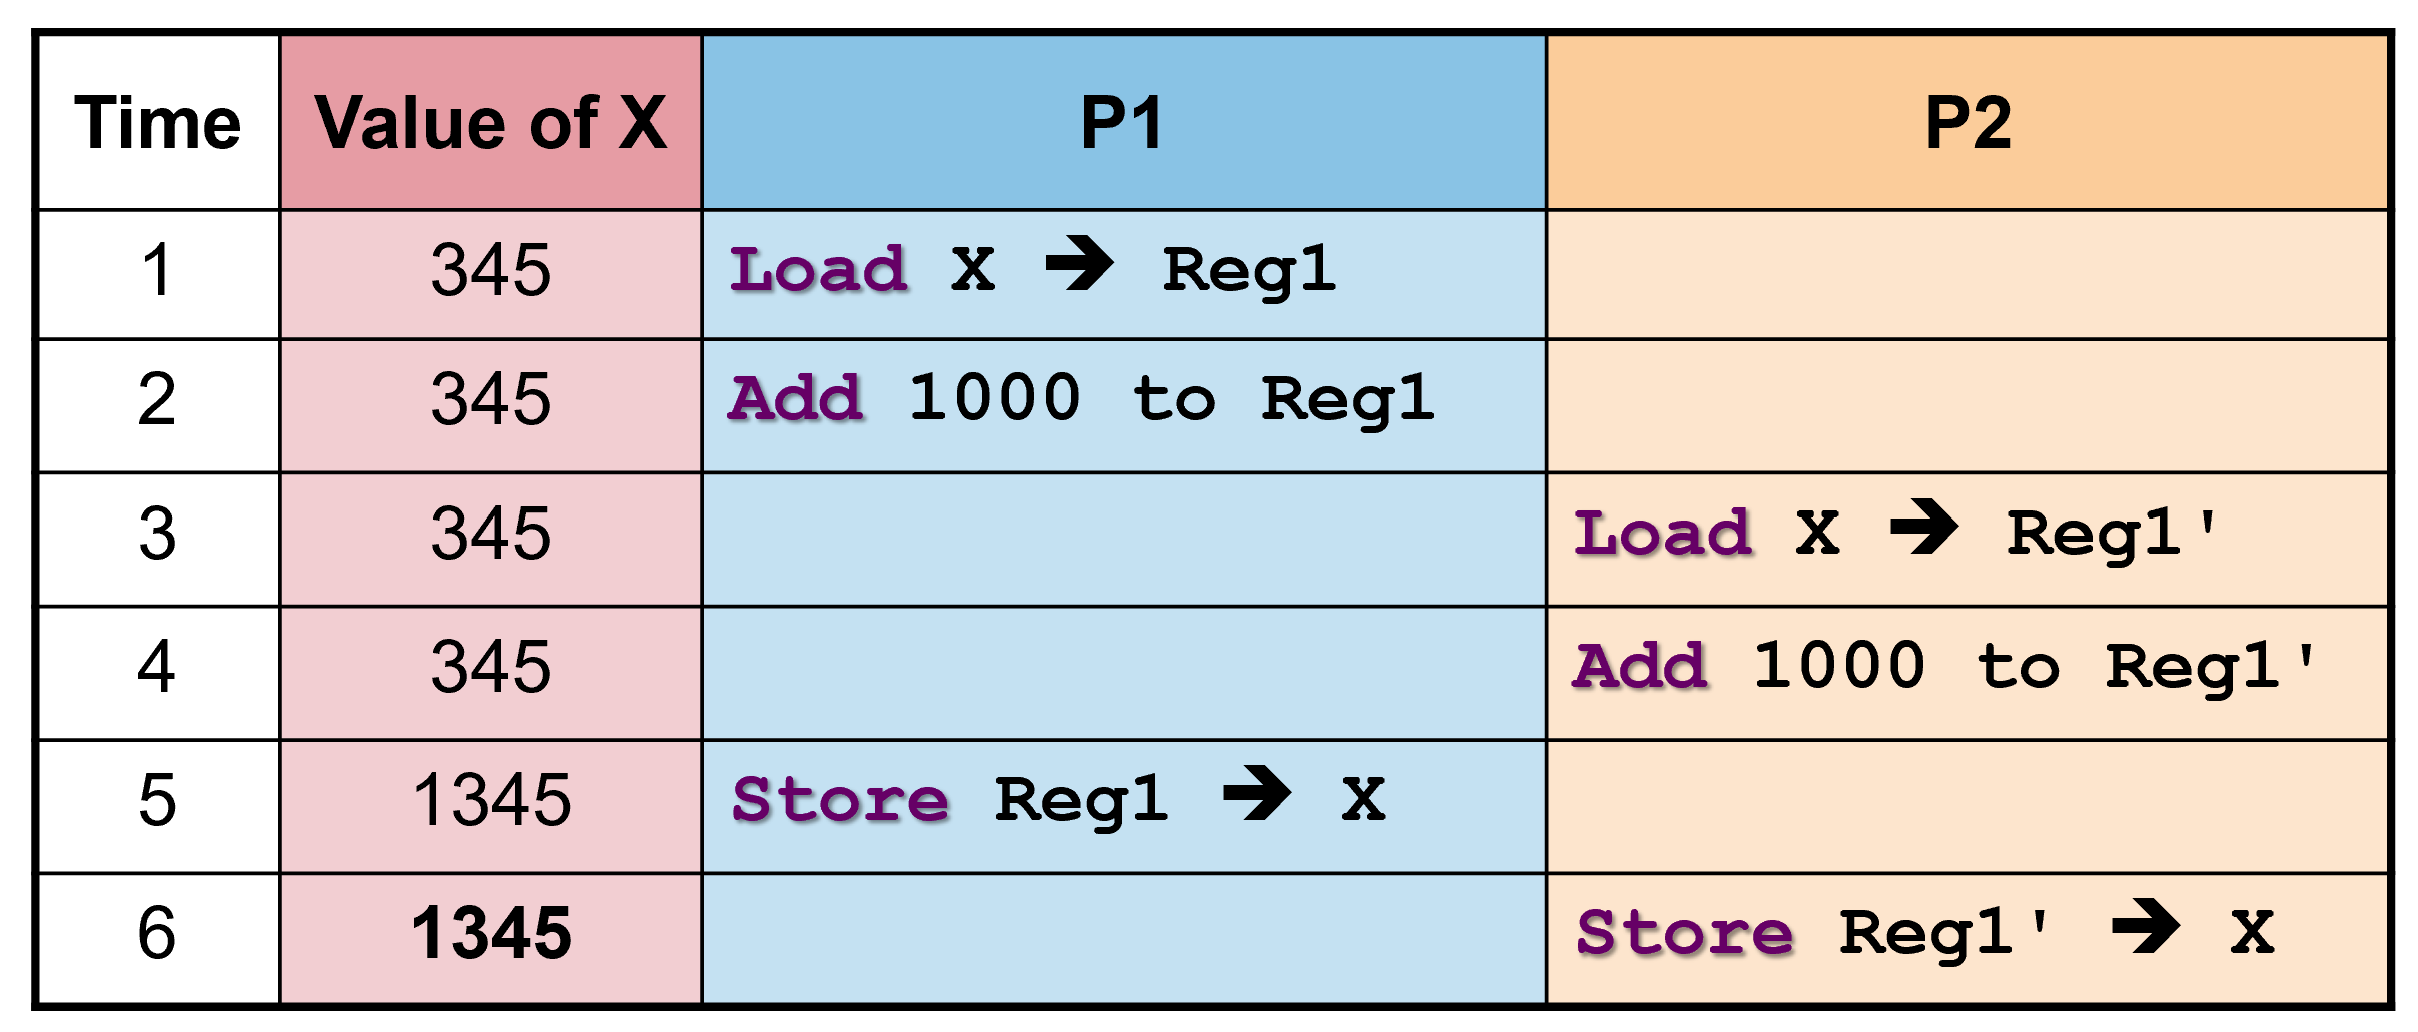 Time Value of X P1 P2
1 345 Load X ➔ Reg1
2 345 Add 1000 to Reg1
3 345 Load X ➔ Reg1'
4 345 Add 1000 to Reg1'
5 1345 Store Reg1 ➔ X
6 1345 Store Reg1' ➔ X